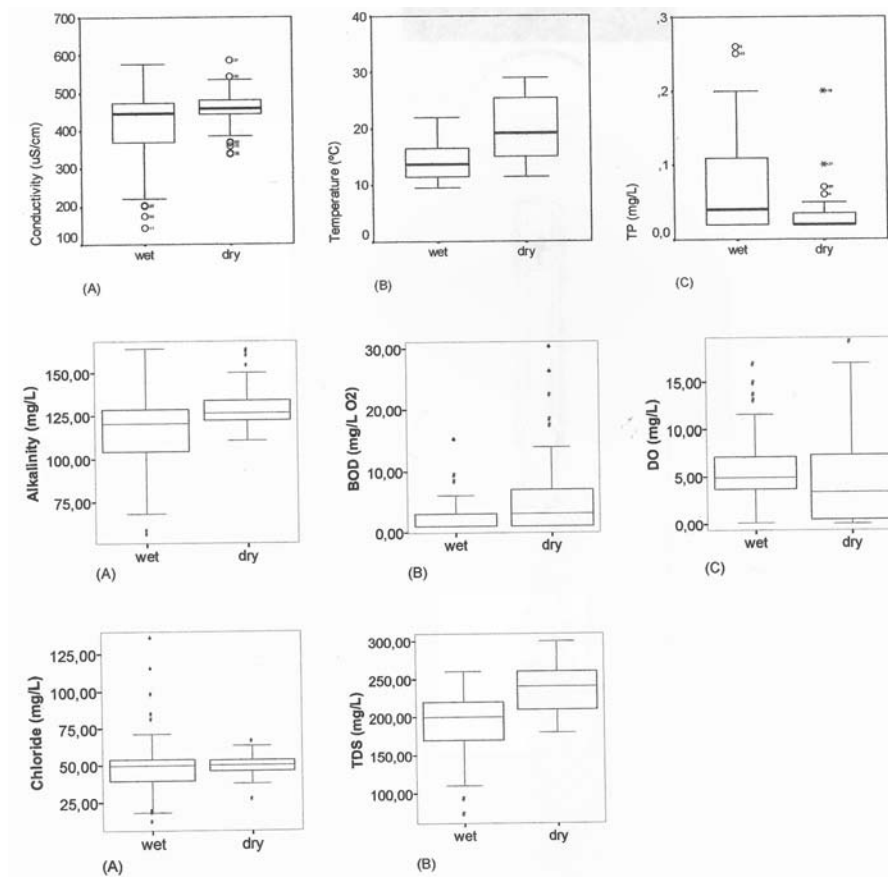 700
600
500
400
300
200
100
Conductivity (uS/cm)
wet
dry
(A)
40
30
20
10
0
Temperature (ºC)
wet
dry
(B)
,3
,2
,1
0,0
TP (mg/L)
wet
dry
(C)
150,00
125,00
100,00
75,00
Alkalinity (mg/L)
wet
dry
(A)
30,00
20,00
10,00
0,00
BOD (mg/L O2)
wet
dry
(B)
15,00
10,00
5,00
0,00
DO (mg/L)
wet
dry
(C)
125,00
100,00
75,00
50,00
25,00
Chloride (mg/L)
wet
dry
(A)
300,00
250,00
200,00
150,00
100,00
TDS (mg/L)
wet
dry
(B)